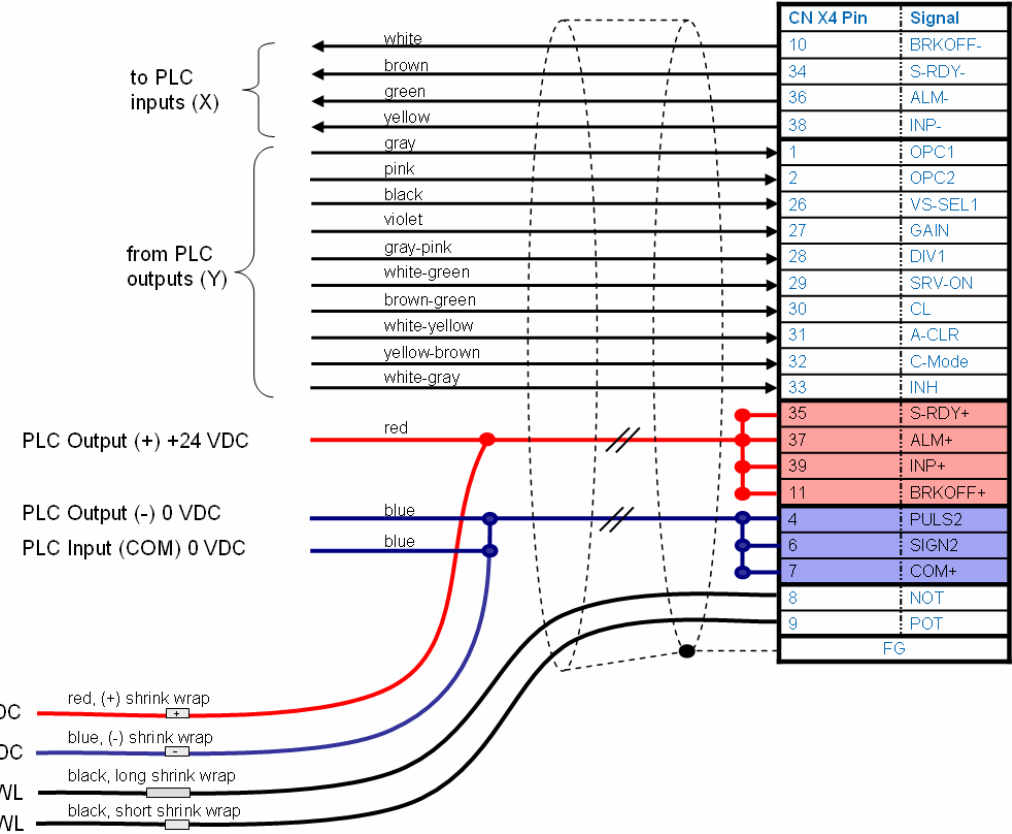 CN X4 Pin Signal
white 10 BRKOFF-
brown 34 S-RDY-
to PLC
inputs (X)
green 36 ALM-
yellow 38 INP-
gray 1 OPC1
pink 2 OPC2
black 26 VS-SEL1
violet 27 GAIN
from PLC
outputs (Y)
gray-pink 28 DIV1
white-green 29 SRV-ON
brown-green 30 CL
white-yellow 31 A-CLR
yellow-brown 32 C-Mode
white-gray 33 INH
35 S-RDY+
PLC Output (+) +24 VDC red 37 ALM+
39 INP+
11 BRKOFF+
PLC Output (-) 0 VDC blue 4 PULS2
PLC Input (COM) 0 VDC blue 6 SIGN2
7 COM+
8 NOT
9 POT
FG
DC red, (+) shrink wrap
+
DC blue, (-) shrink wrap
-
WL black, long shrink wrap
WL black, short shrink wrap